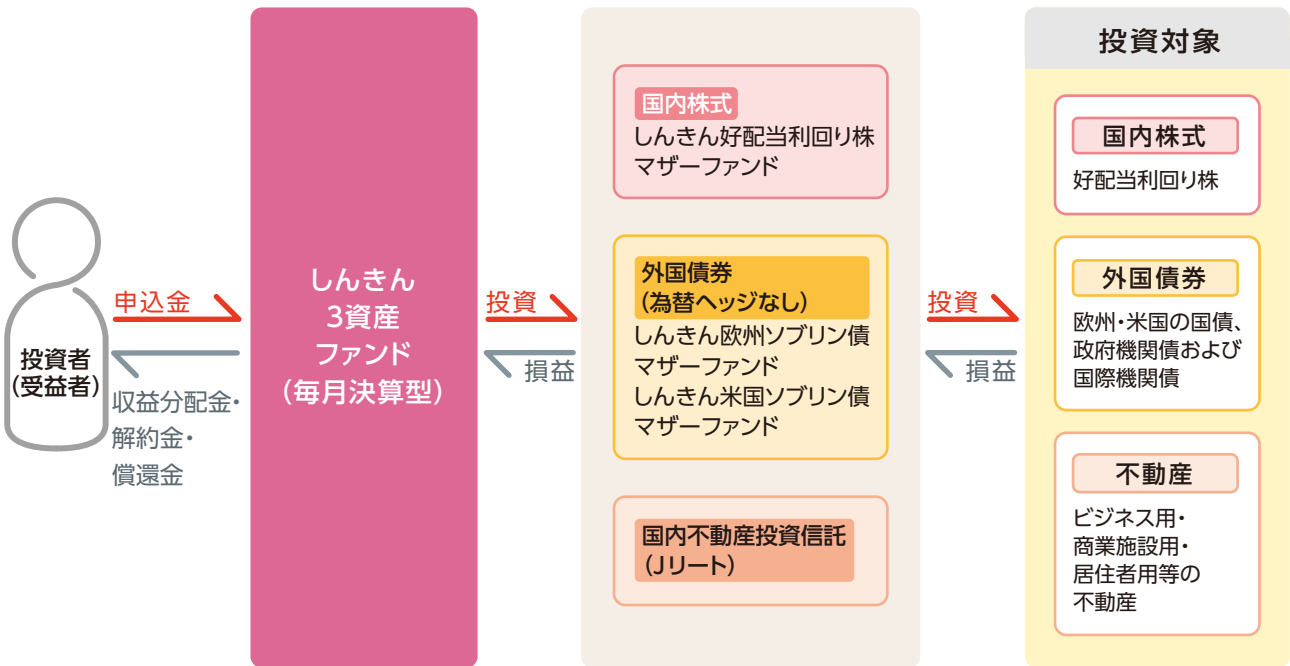 投資者
(受益者)
申込金
収益分配金・
解約金・
償還金
しんきん
3資産
ファンド
(毎月決算型)
投資
損益
国内株式
しんきん好配当利回り株
マザーファンド
外国債券
(為替ヘッジなし)
しんきん欧州ソブリン債
マザーファンド
しんきん米国ソブリン債
マザーファンド
国内不動産投資信託
(Jリート)
投資
損益
投資対象
国内株式
好配当利回り株
外国債券
欧州・米国の国債、
政府機関債および
国際機関債
不動産
ビジネス用・
商業施設用・
居住者用等の
不動産